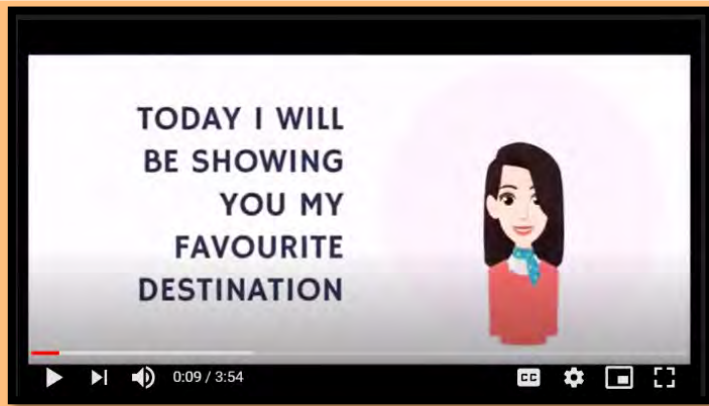 TODAY I WILL
BE SHOWING
YOU MY
FAVOURITE
DESTINATION
0:09 / 3:54
CC